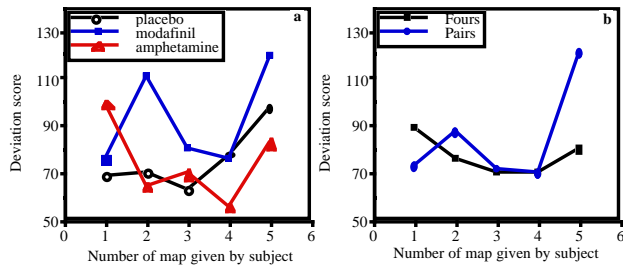 placebo
modafinil
amphetamine
a
Deviation score
130
110
90
70
50
0
1
2
3
4
5
6
Number of map given by subject
Fours
Pairs
b
Deviation score
130
110
90
70
50
0
1
2
3
4
5
6
Number of map given by subject